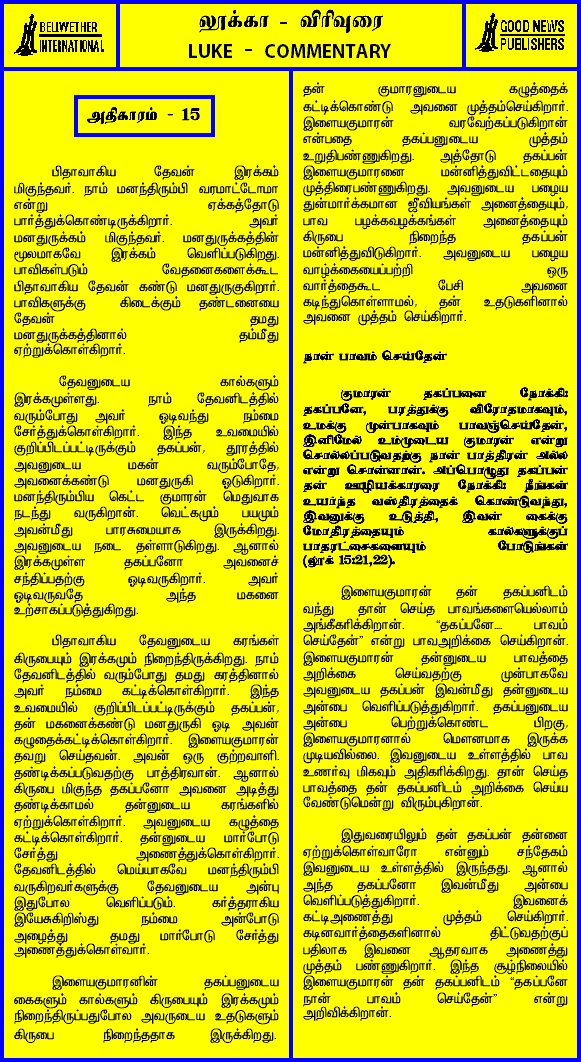 BELLWETHER
INTERNATIONAL
லூக்கா - விரிவுரை
LUKE - COMMENTARY
GOOD NEWS
PUBLISHERS
அதிகாரம் - 15
பிதாவாகிய தேவன் இரக்கம்
மிகுந்தவர். நாம் மனந்திரும்பி வரமாட்டோமா
என்று ஏக்கத்தோடு
பார்த்துக்கொண்டிருக்கிறார். அவர்
மனதுருக்கம் மிகுந்தவர். மனதுருக்கத்தின்
மூலமாகவே இரக்கம் வெளிப்படுகிறது.
பாவிகள்படும் வேதனைகளைக்கூட
பிதாவாகிய தேவன் கண்டு மனதுருகுகிறார்.
பாவிகளுக்கு கிடைக்கும் தண்டனையை
தேவன் தமது
மனதுருக்கத்தினால் தம்மீது
ஏற்றுக்கொள்கிறார்.
தேவனுடைய கால்களும்
இரக்கமுள்ளது. நாம் தேவனிடத்தில்
வரும்போது அவர் ஓடிவந்து நம்மை
சேர்த்துக்கொள்கிறார். இந்த உவமையில்
குறிப்பிடப்பட்டிருக்கும் தகப்பன், தூரத்தில்
அவனுடைய மகன் வரும்போதே,
அவனைக்கண்டு மனதுருகி ஓடுகிறார்.
மனந்திரும்பிய கெட்ட குமாரன் மெதுவாக
நடந்து வருகிறான். வெட்கமும் பயமும்
அவன்மீது பாரசுமையாக இருக்கிறது.
அவனுடைய நடை தள்ளாடுகிறது. ஆனால்
இரக்கமுள்ள தகப்பனோ அவனைச்
சந்திப்பதற்கு ஓடிவருகிறார். அவர்
ஓடிவருவதே அந்த மகனை
உற்சாகப்படுத்துகிறது.
பிதாவாகிய தேவனுடைய கரங்கள்
கிருபையும் இரக்கமும் நிறைந்திருக்கிறது. நாம்
தேவனிடத்தில் வரும்போது தமது கரத்தினால்
அவர் நம்மை கட்டிக்கொள்கிறார். இந்த
உவமையில் குறிப்பிடப்பட்டிருக்கும் தகப்பன்,
தன் மகனைக்கண்டு மனதுருகி ஓடி அவன்
கழுதைக்கட்டிக்கொள்கிறார். இளையகுமாரன்
தவறு செய்தவன். அவன் ஒரு குற்றவாளி.
தண்டிக்கப்படுவதற்கு பாத்திரவான். ஆனால்
கிருபை மிகுந்த தகப்பனோ அவனை அடித்து
தண்டிக்காமல் தன்னுடைய கரங்களில்
ஏற்றுக்கொள்கிறார். அவனுடைய கழுத்தை
கட்டிக்கொள்கிறார். தன்னுடைய மார்போடு
சேர்த்து அணைத்துக்கொள்கிறார்.
தேவனிடத்தில் மெய்யாகவே மனந்திரும்பி
வருகிறவர்களுக்கு தேவனுடைய அன்பு
இதுபோல வெளிப்படும். கர்த்தராகிய
இயேசுகிறிஸ்து நம்மை அன்போடு
அழைத்து தமது மார்போடு சேர்த்து
அணைத்துக்கொள்வார்.
இளையகுமாரனின் தகப்பனுடைய
கைகளும் கால்களும் கிருபையும் இரக்கமும்
நிறைந்திருப்பதுபோல அவருடைய உதடுகளும்
கிருபை நிறைந்ததாக இருக்கிறது.
தன் குமாரனுடைய கழுத்தைக்
கட்டிக்கொண்டு அவனை முத்தம்செய்கிறார்.
இளையகுமாரன் வரவேற்கப்படுகிறான்
என்பதை தகப்பனுடைய முத்தம்
உறுதிபண்ணுகிறது. அத்தோடு தகப்பன்
இளையகுமாரனை மன்னித்துவிட்டதையும்
முத்திரைபண்ணுகிறது. அவனுடைய பழைய
துன்மார்க்கமான ஜீவியங்கள் அனைத்தையும்,
பாவ பழக்கவழக்கங்கள் அனைத்தையும்
கிருபை நிறைந்த தகப்பன்
மன்னித்துவிடுகிறார். அவனுடைய பழைய
வாழ்க்கையைப்பற்றி ஒரு
வார்த்தைகூட பேசி அவனை
கடிந்துகொள்ளாமல், தன் உதடுகளினால்
அவனை முத்தம் செய்கிறார்.
நான் பாவம் செய்தேன்
குமாரன் தகப்பனை நோக்கி:
தகப்பனே, பரத்துக்கு விரோதமாகவும்,
உமக்கு முன்பாகவும் பாவஞ்செய்தேன்,
இனிமேல் உம்முடைய குமாரன் என்று
சொல்லப்படுவதற்கு நான் பாத்திரன் அல்ல
என்று சொன்னான். அப்பொழுது தகப்பன்
தன் ஊழியக்காரரை நோக்கி: நீங்கள்
உயர்ந்த வஸ்திரத்தைக் கொண்டுவந்து,
இவனுக்கு உடுத்தி, இவன் கைக்கு
மோதிரத்தையும் கால்களுக்குப்
பாதரட்சைகளையும் போடுங்கள்
(லூக் 15:21,22).
இளையகுமாரன் தன் தகப்பனிடம்
வந்து தான் செய்த பாவங்களையெல்லாம்
அங்கீகரிக்கிறான். "தகப்பனே.... பாவம்
செய்தேன்" என்று பாவஅறிக்கை செய்கிறான்.
இளையகுமாரன் தன்னுடைய பாவத்தை
அறிக்கை செய்வதற்கு முன்பாகவே
அவனுடைய தகப்பன் இவன்மீது தன்னுடைய
அன்பை வெளிப்படுத்துகிறார். தகப்பனுடைய
அன்பை பெற்றுக்கொண்ட பிறகு,
இளையகுமாரனால் மௌனமாக இருக்க
முடியவில்லை. இவனுடைய உள்ளத்தில் பாவ
உணர்வு மிகவும் அதிகரிக்கிறது. தான் செய்த
பாவத்தை தன் தகப்பனிடம் அறிக்கை செய்ய
வேண்டுமென்று விரும்புகிறான்.
இதுவரையிலும் தன் தகப்பன் தன்னை
ஏற்றுக்கொள்வாரோ என்னும் சந்தேகம்
இவனுடைய உள்ளத்தில் இருந்தது. ஆனால்
அந்த தகப்பனோ இவன்மீது அன்பை
வெளிப்படுத்துகிறார். இவனைக்
கட்டிஅணைத்து முத்தம் செய்கிறார்.
கடினவார்த்தைகளினால் திட்டுவதற்குப்
பதிலாக இவனை ஆதரவாக அணைத்து
முத்தம் பண்ணுகிறார். இந்த சூழ்நிலையில்
இளையகுமாரன் தன் தகப்பனிடம் "தகப்பனே
நான் பாவம் செய்தேன்" என்று
அறிவிக்கிறான்.